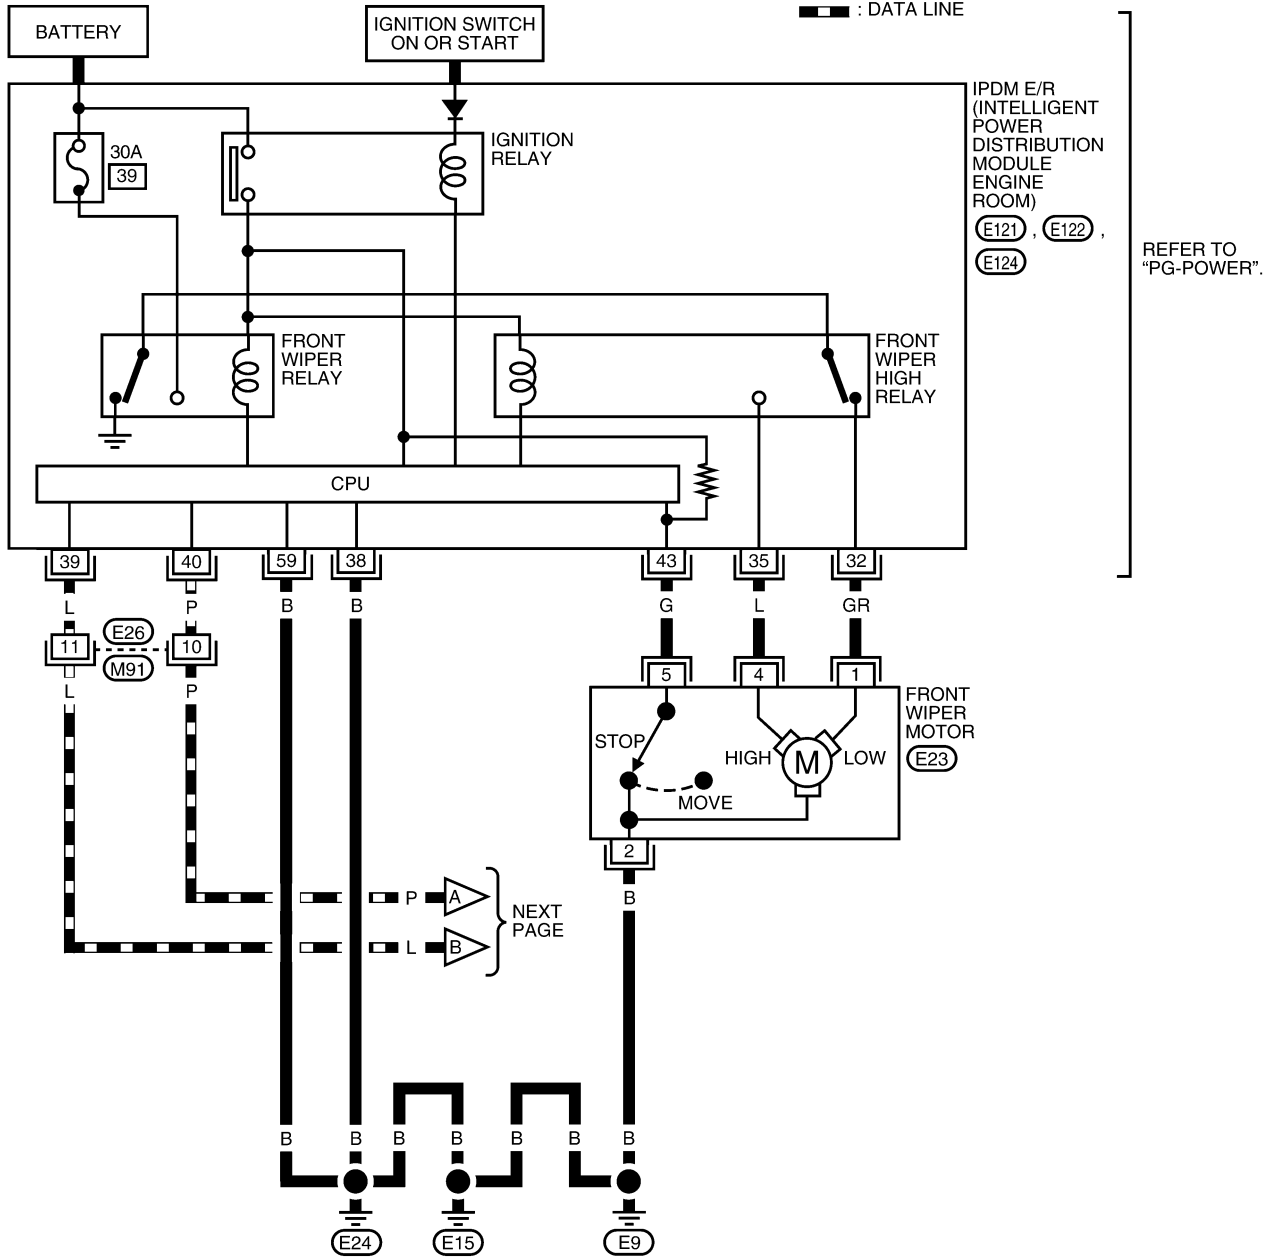 BATTERY
IGNITION SWITCH
ON OR START
: DATA LINE
IPDM E/R
(INTELLIGENT
POWER
DISTRIBUTION
MODULE
ENGINE
ROOM)
E121 , E122 ,
E124
REFER TO
“PG-POWER”.
30A
39
IGNITION
RELAY
FRONT
WIPER
RELAY
FRONT
WIPER
HIGH
RELAY
CPU
39 40 59 38 43 35 32
L P B B G L GR
11 E26 10
M91
L P
5 4 1
FRONT
WIPER
MOTOR
E23
STOP
HIGH M LOW
MOVE
2
B
P A
L B
NEXT
PAGE
B B B B B B B
E24 E15 E9